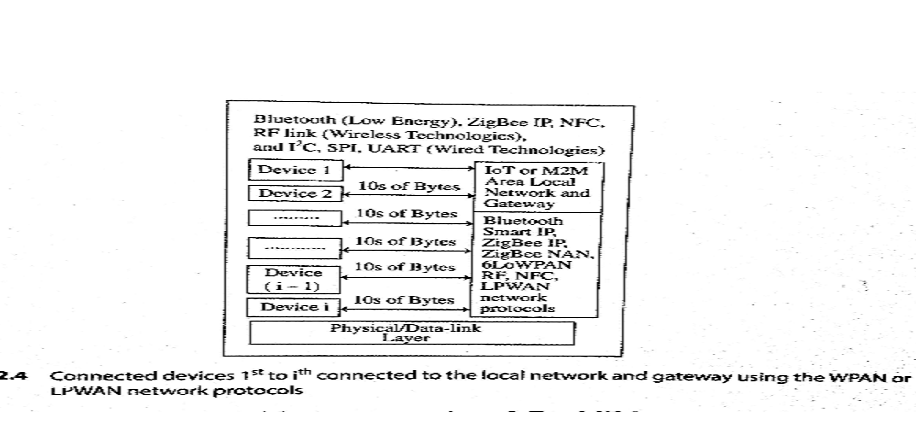 Bluetooth (Low Energy), ZigBee IP, NFC,
RF link (Wireless Technologies),
and I²C, SPI, UART (Wired Technologies)
Device 1
Device 2
10s of Bytes
10s of Bytes
10s of Bytes
10s of Bytes
10s of Bytes
Device
( i – 1)
Device i
IoT or M2M
Area Local
Network and
Gateway
Bluetooth
Smart IP,
ZigBee IP,
ZigBee NAN,
6LoWPAN
RF, NFC,
LPWAN
network
protocols
Physical/Data-link
Layer
2.4 Connected devices 1st to ith connected to the local network and gateway using the WPAN or
LPWAN network protocols